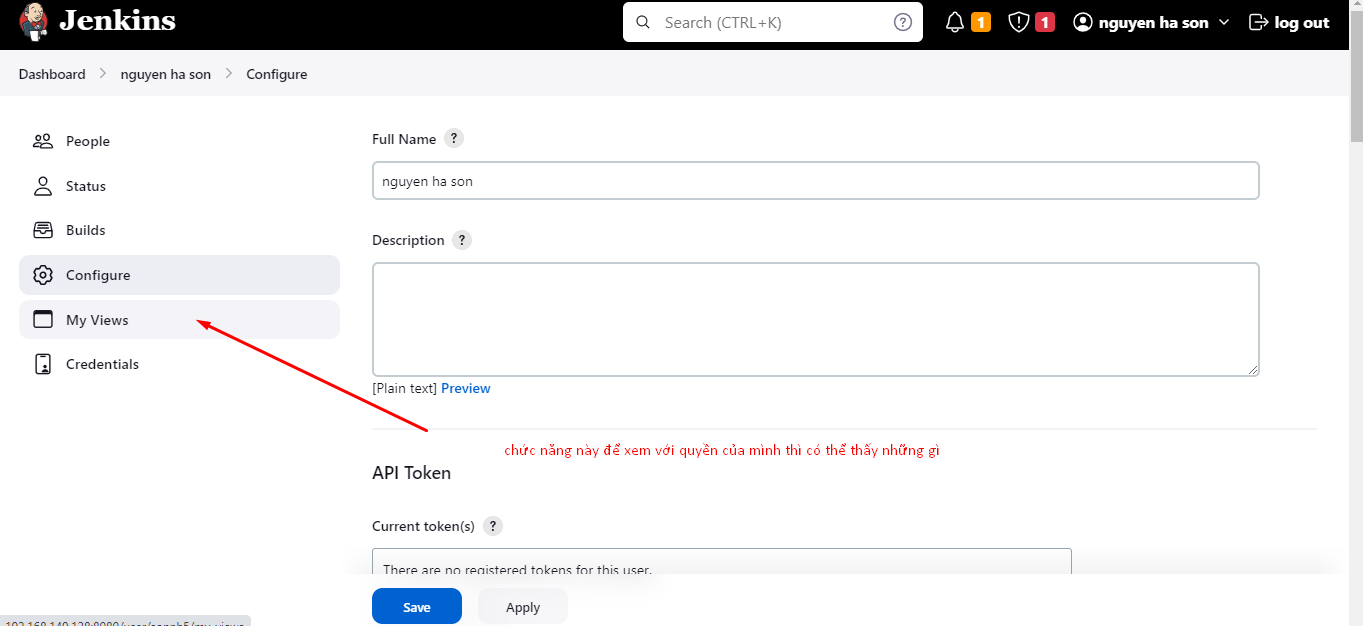 Jenkins
Search (CTRL+K)
?
1
1
nguyen ha son
log out
Dashboard
nguyen ha son
Configure
People
Status
Builds
Configure
My Views
Credentials
Full Name ?
nguyen ha son
Description ?
[Plain text] Preview
chức năng này để xem với quyền của mình thì có thể thấy những gì
API Token
Current token(s) ?
There are no registered tokens for this user.
Save
Apply